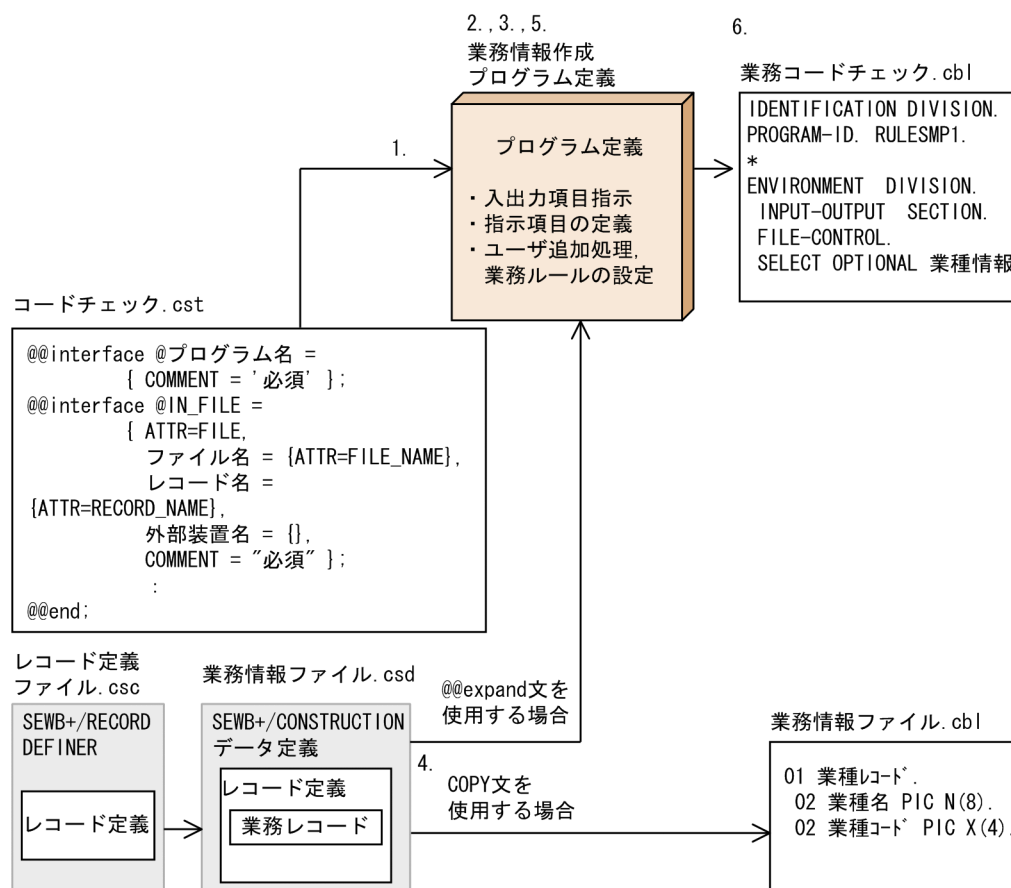 2.,3.,5.
業務情報作成
プログラム定義
6.
業務コードチェック.cbl
IDENTIFICATION DIVISION.
PROGRAM-ID. RULESMP1.
*
ENVIRONMENT DIVISION.
INPUT-OUTPUT SECTION.
FILE-CONTROL.
SELECT OPTIONAL 業種情報
1.
プログラム定義
・入出力項目指示
・指示項目の定義
・ユーザ追加処理,
業務ルールの設定
コードチェック.cst
@@interface @プログラム名 =
{ COMMENT = '必須' };
@@interface @IN_FILE =
{ ATTR=FILE,
ファイル名 = {ATTR=FILE_NAME},
レコード名 =
{ATTR=RECORD_NAME},
外部装置名 = {},
COMMENT = "必須" };
:
@@end;
レコード定義
ファイル.csc
SEWB+/RECORD
DEFINER
レコード定義
業務情報ファイル.csd
SEWB+/CONSTRUCTION
データ定義
レコード定義
業務レコード
@@expand文を
使用する場合
4.
COPY文を
使用する場合
業務情報ファイル.cbl
01 業種ﾚｺｰﾄﾞ.
02 業種名 PIC N(8).
02 業種ｺｰﾄﾞ PIC X(4).